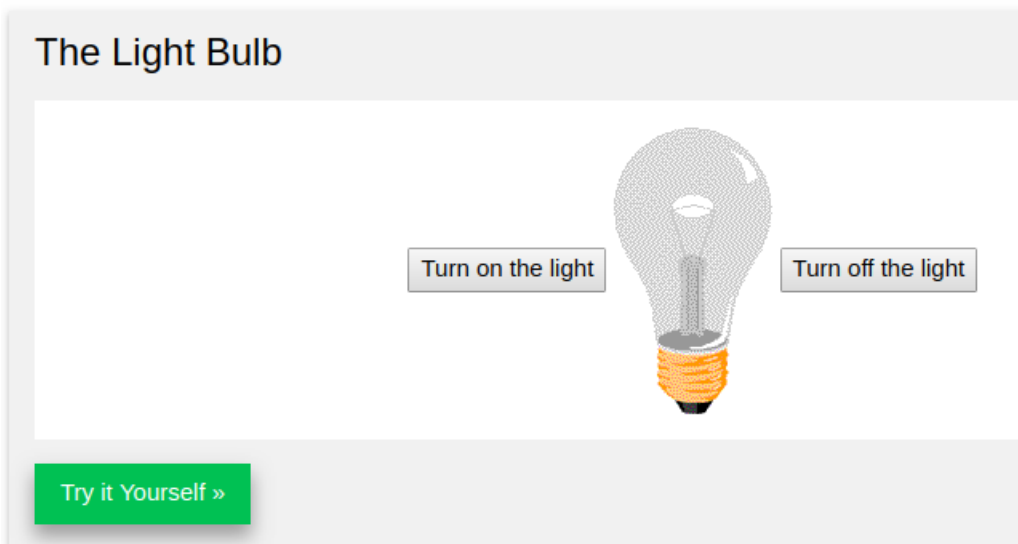 The Light Bulb
Turn on the light
Turn off the light
Try it Yourself »